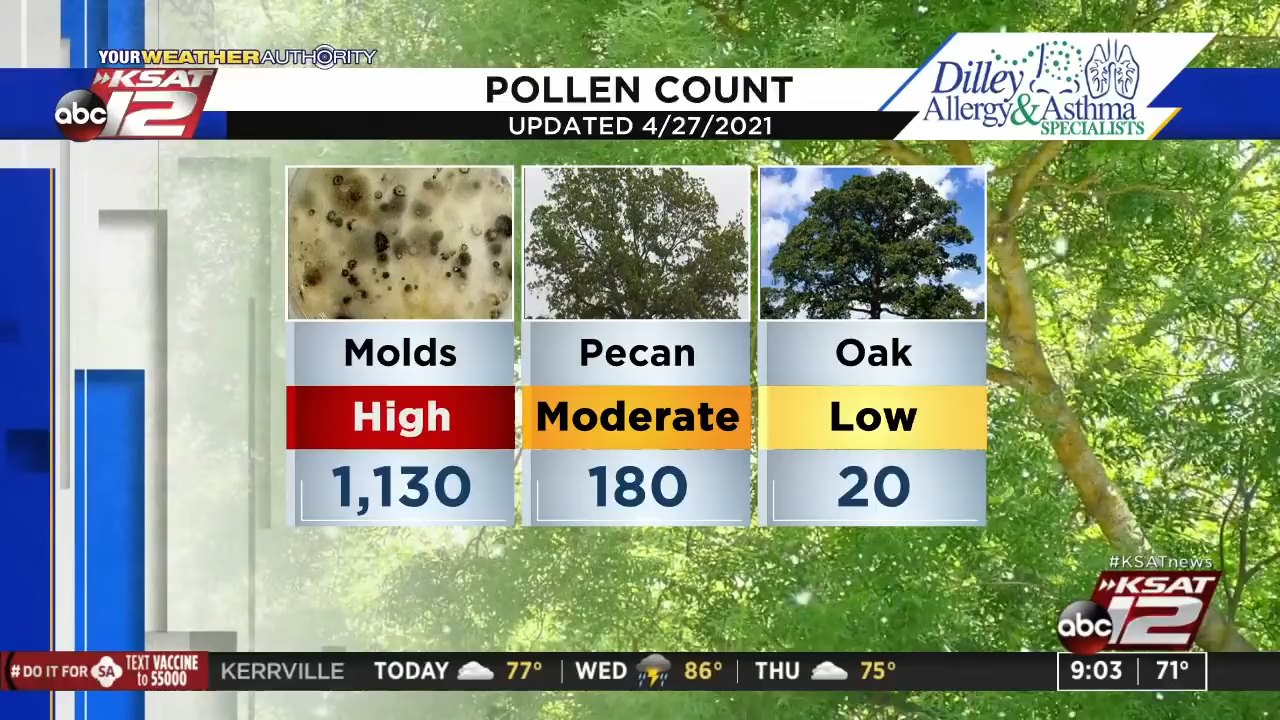 YOUR WEATHER AUTHORITY
KSAT
abc 12
POLLEN COUNT
UPDATED 4/27/2021
Dilley
Allergy & Asthma
SPECIALISTS
Molds
High
1,130
Pecan
Moderate
180
Oak
Low
20
#KSATnews
KSAT
abc 12
#DO IT FOR SA TEXT VACCINE to 55000
KERRVILLE TODAY 77° WED 86° THU 75°
9:03 71°